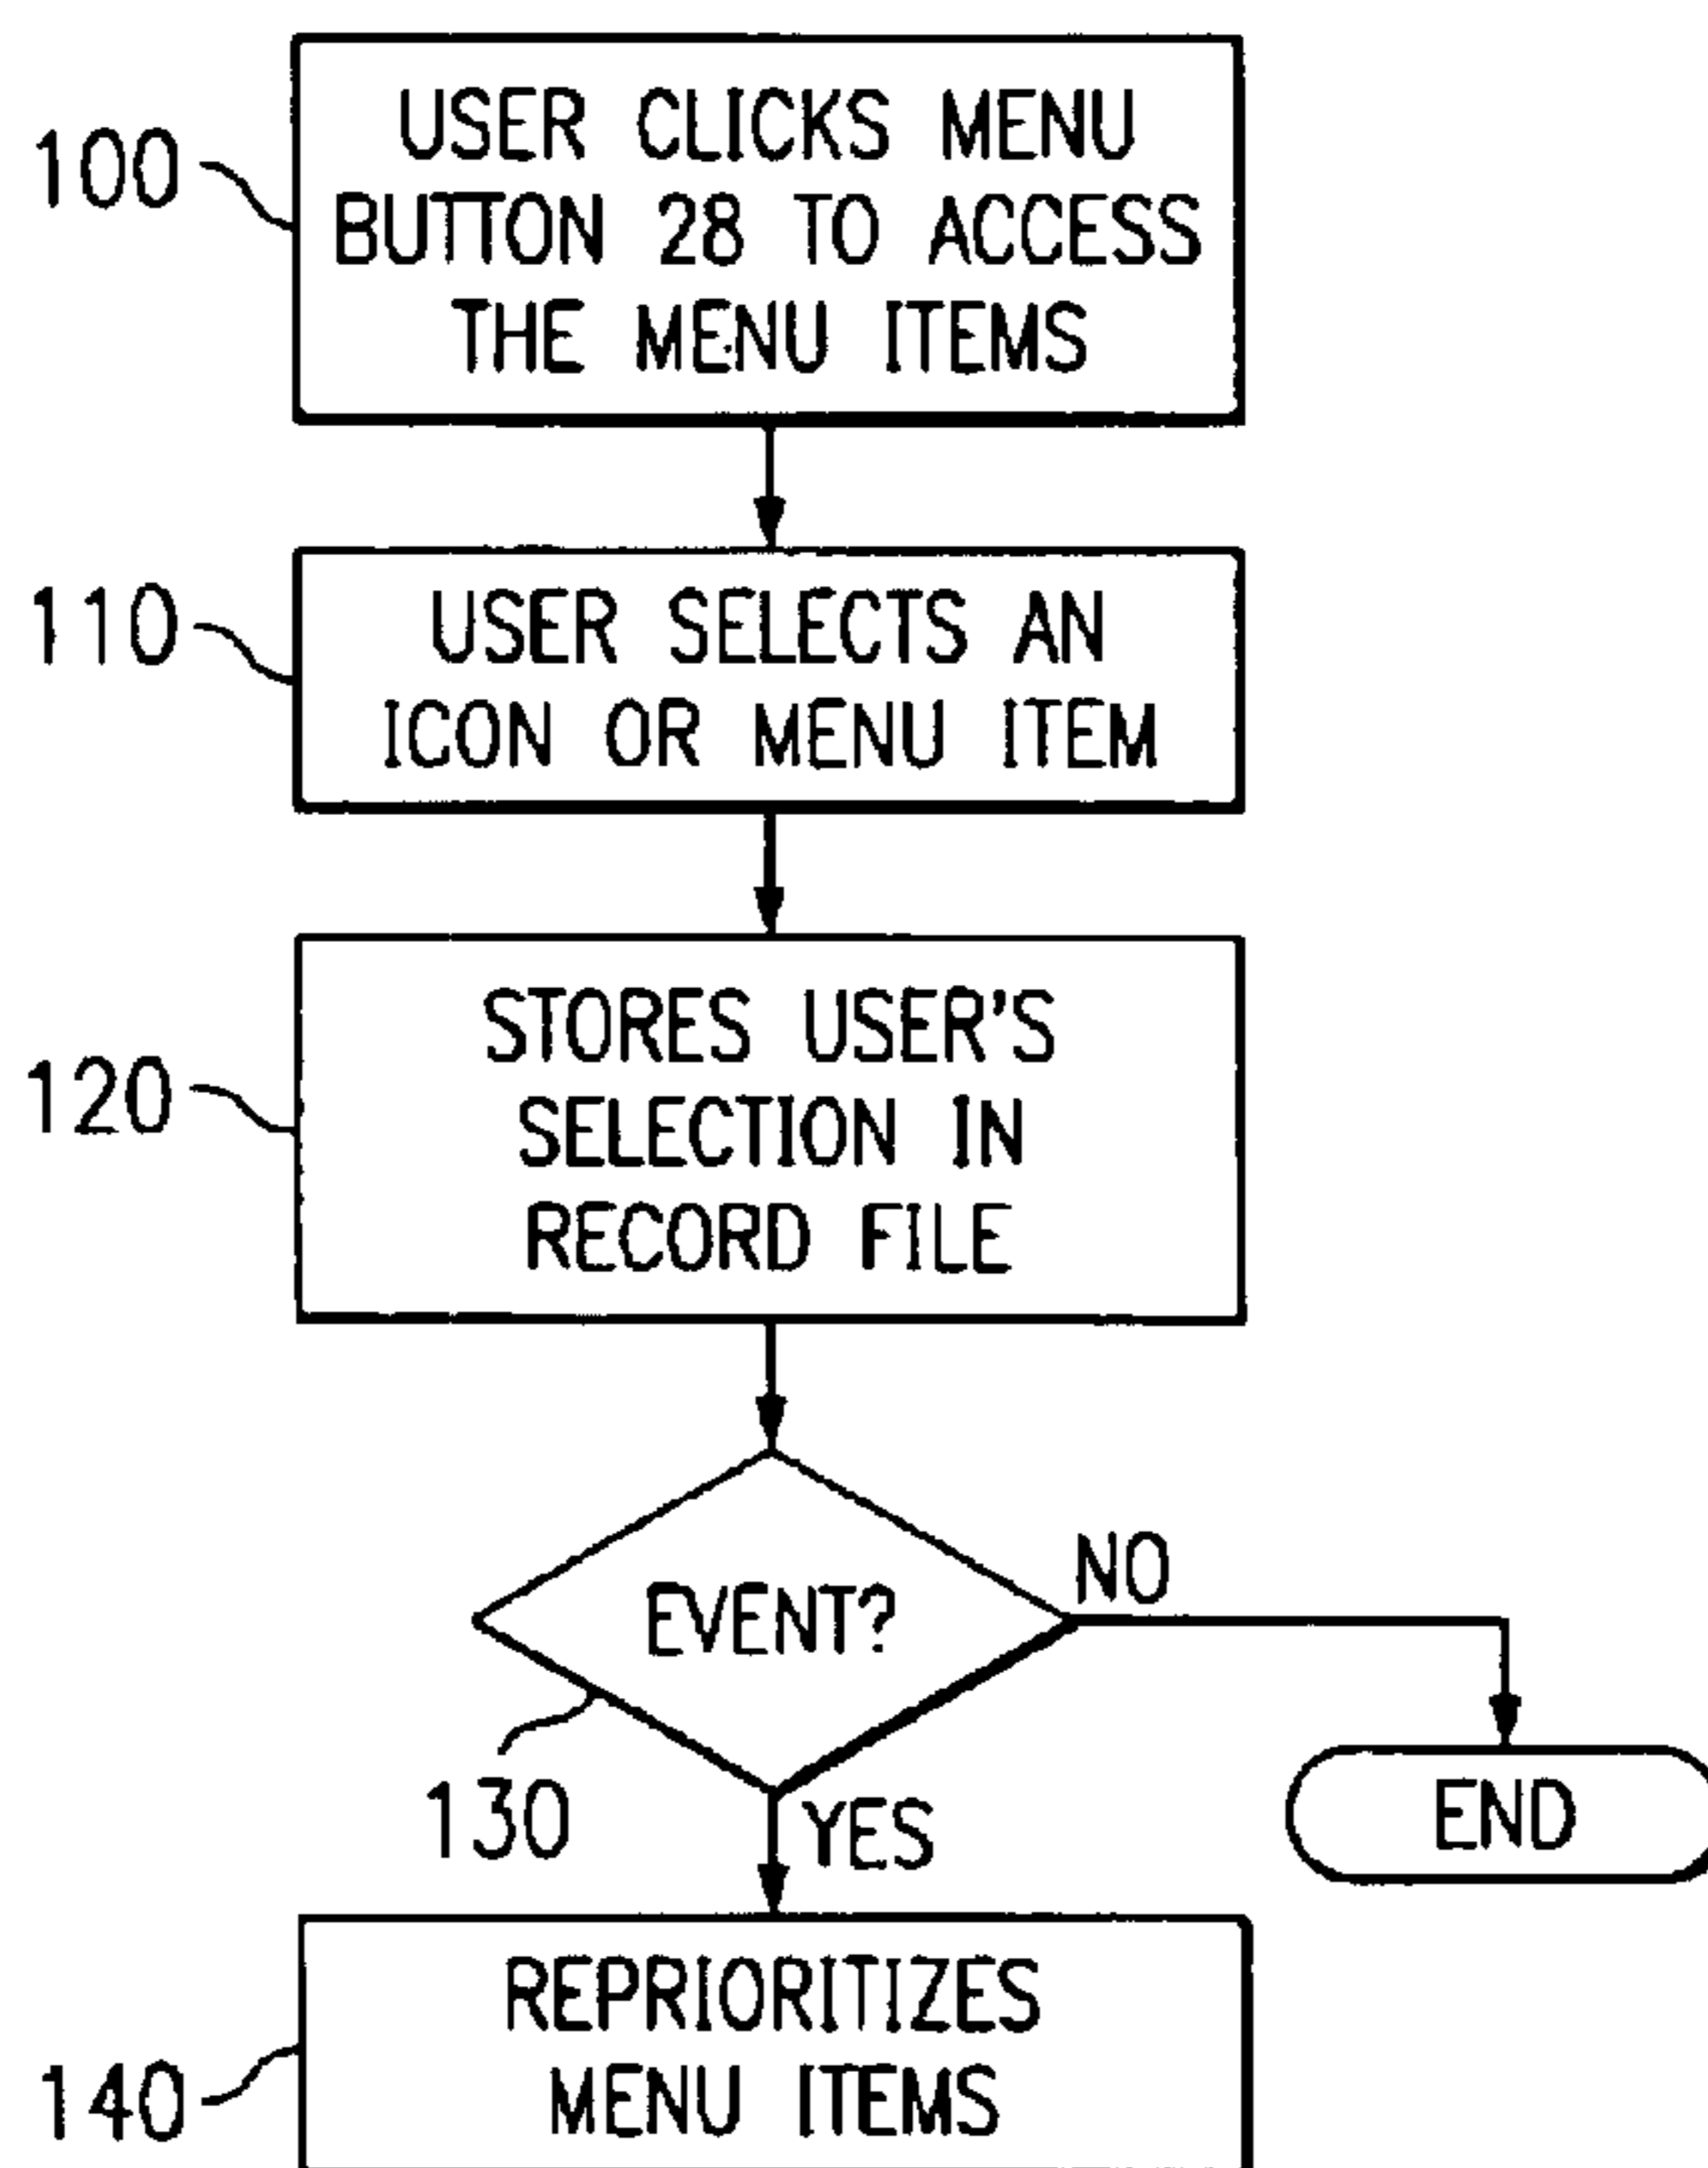 100
USER CLICKS MENU
BUTTON 28 TO ACCESS
THE MENU ITEMS
110
USER SELECTS AN
ICON OR MENU ITEM
120
STORES USER'S
SELECTION IN
RECORD FILE
EVENT?
NO
130
YES
END
140
REPRIORITIZES
MENU ITEMS